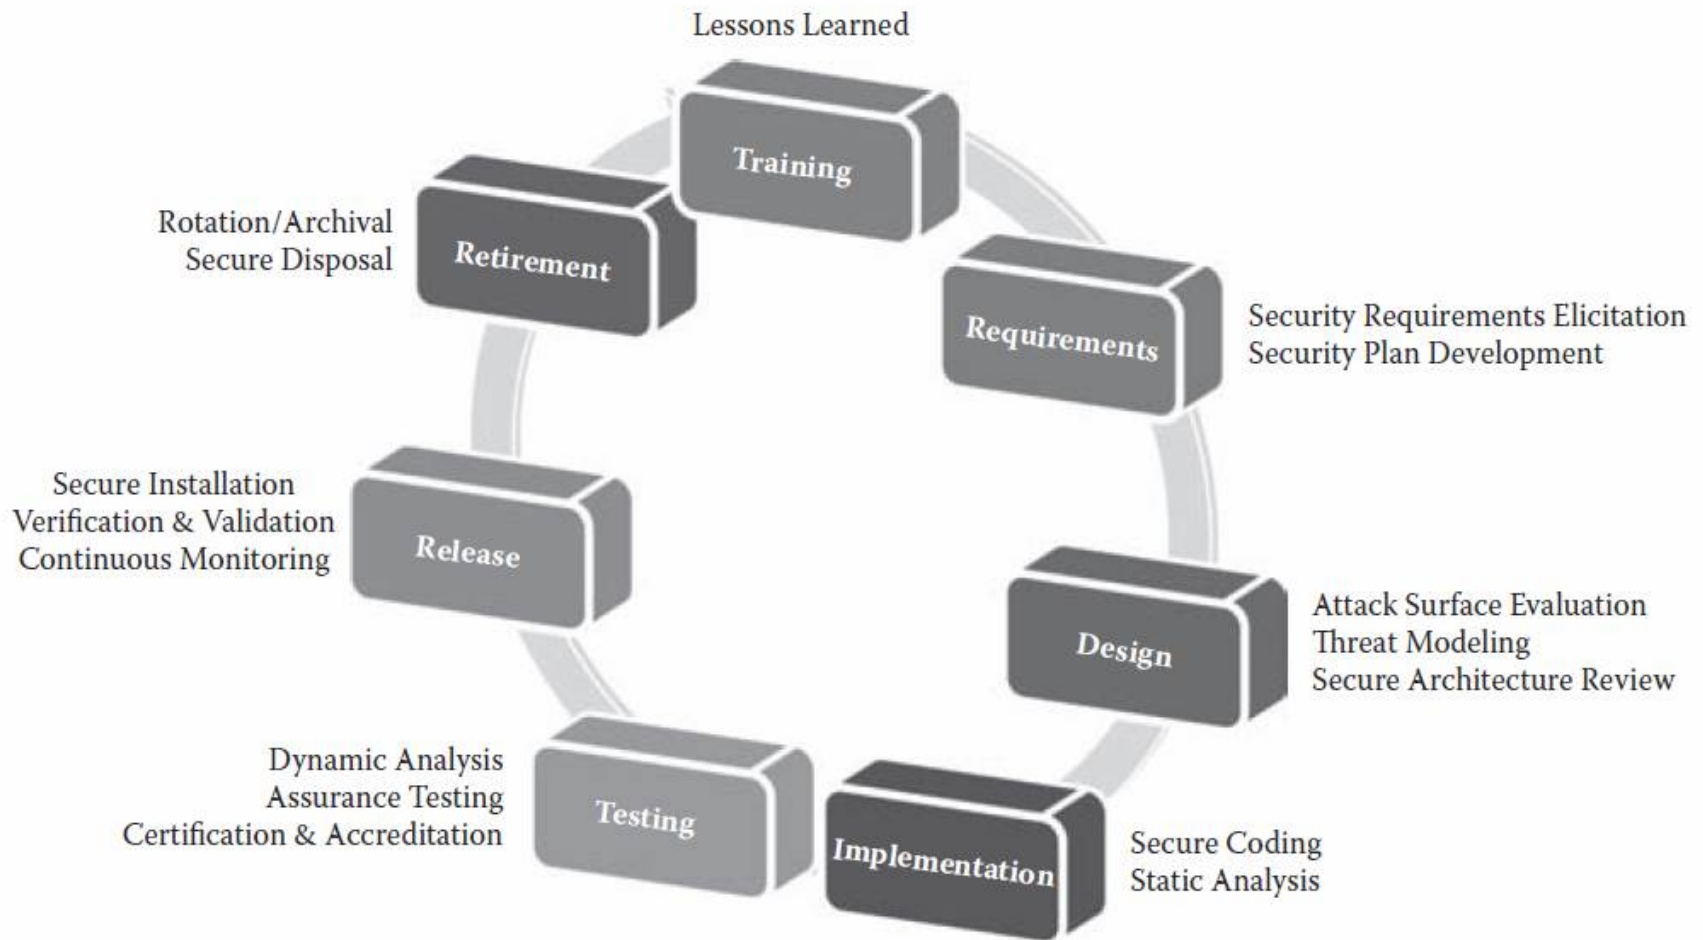 Lessons Learned
Training
Requirements
Security Requirements Elicitation
Security Plan Development
Design
Attack Surface Evaluation
Threat Modeling
Secure Architecture Review
Implementation
Secure Coding
Static Analysis
Testing
Dynamic Analysis
Assurance Testing
Certification & Accreditation
Release
Secure Installation
Verification & Validation
Continuous Monitoring
Retirement
Rotation/Archival
Secure Disposal